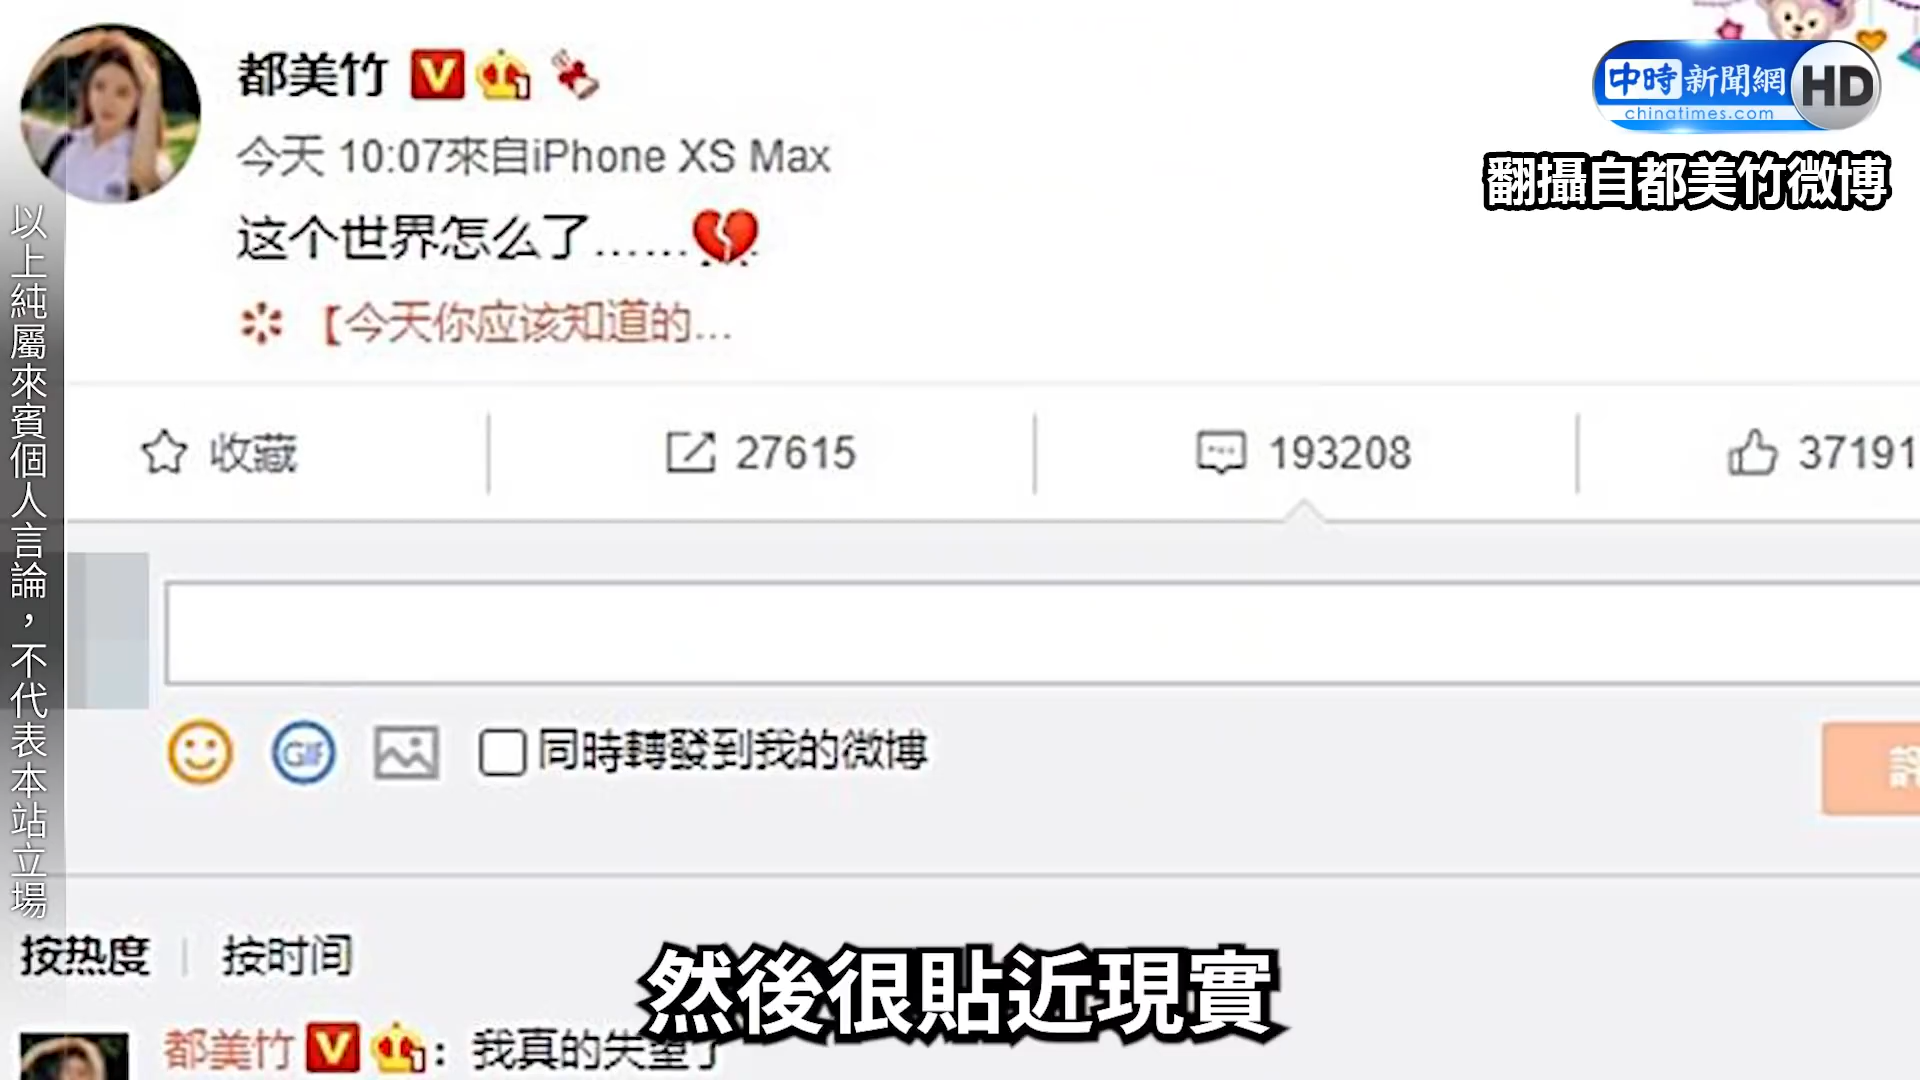 都美竹
今天 10:07來自iPhone XS Max
这个世界怎么了……
【今天你应该知道的...
收藏
27615
193208
37191
GIF
同時轉發到我的微博
按热度
按时间
都美竹 : 我真的失望了
中時新聞網 HD
chinatimes.com
翻攝自都美竹微博
以上純屬來賓個人言論，不代表本站立場
然後很貼近現實